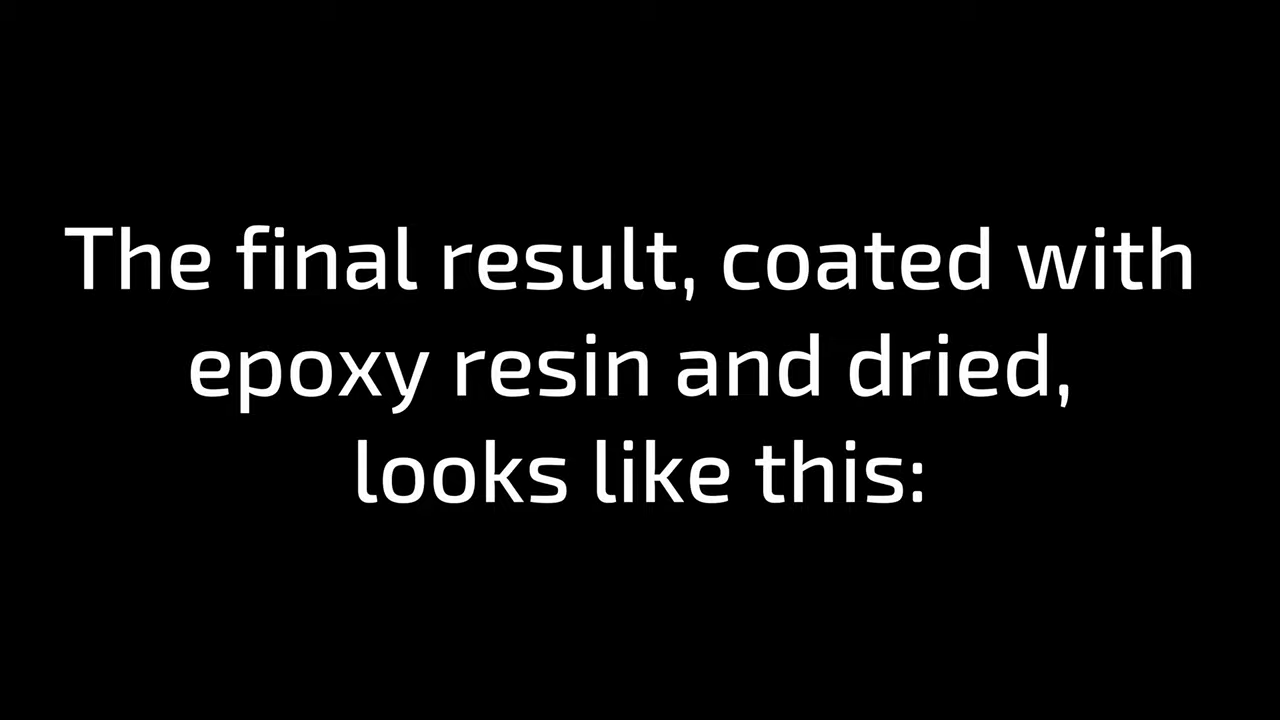 The final result, coated with
epoxy resin and dried,
looks like this: